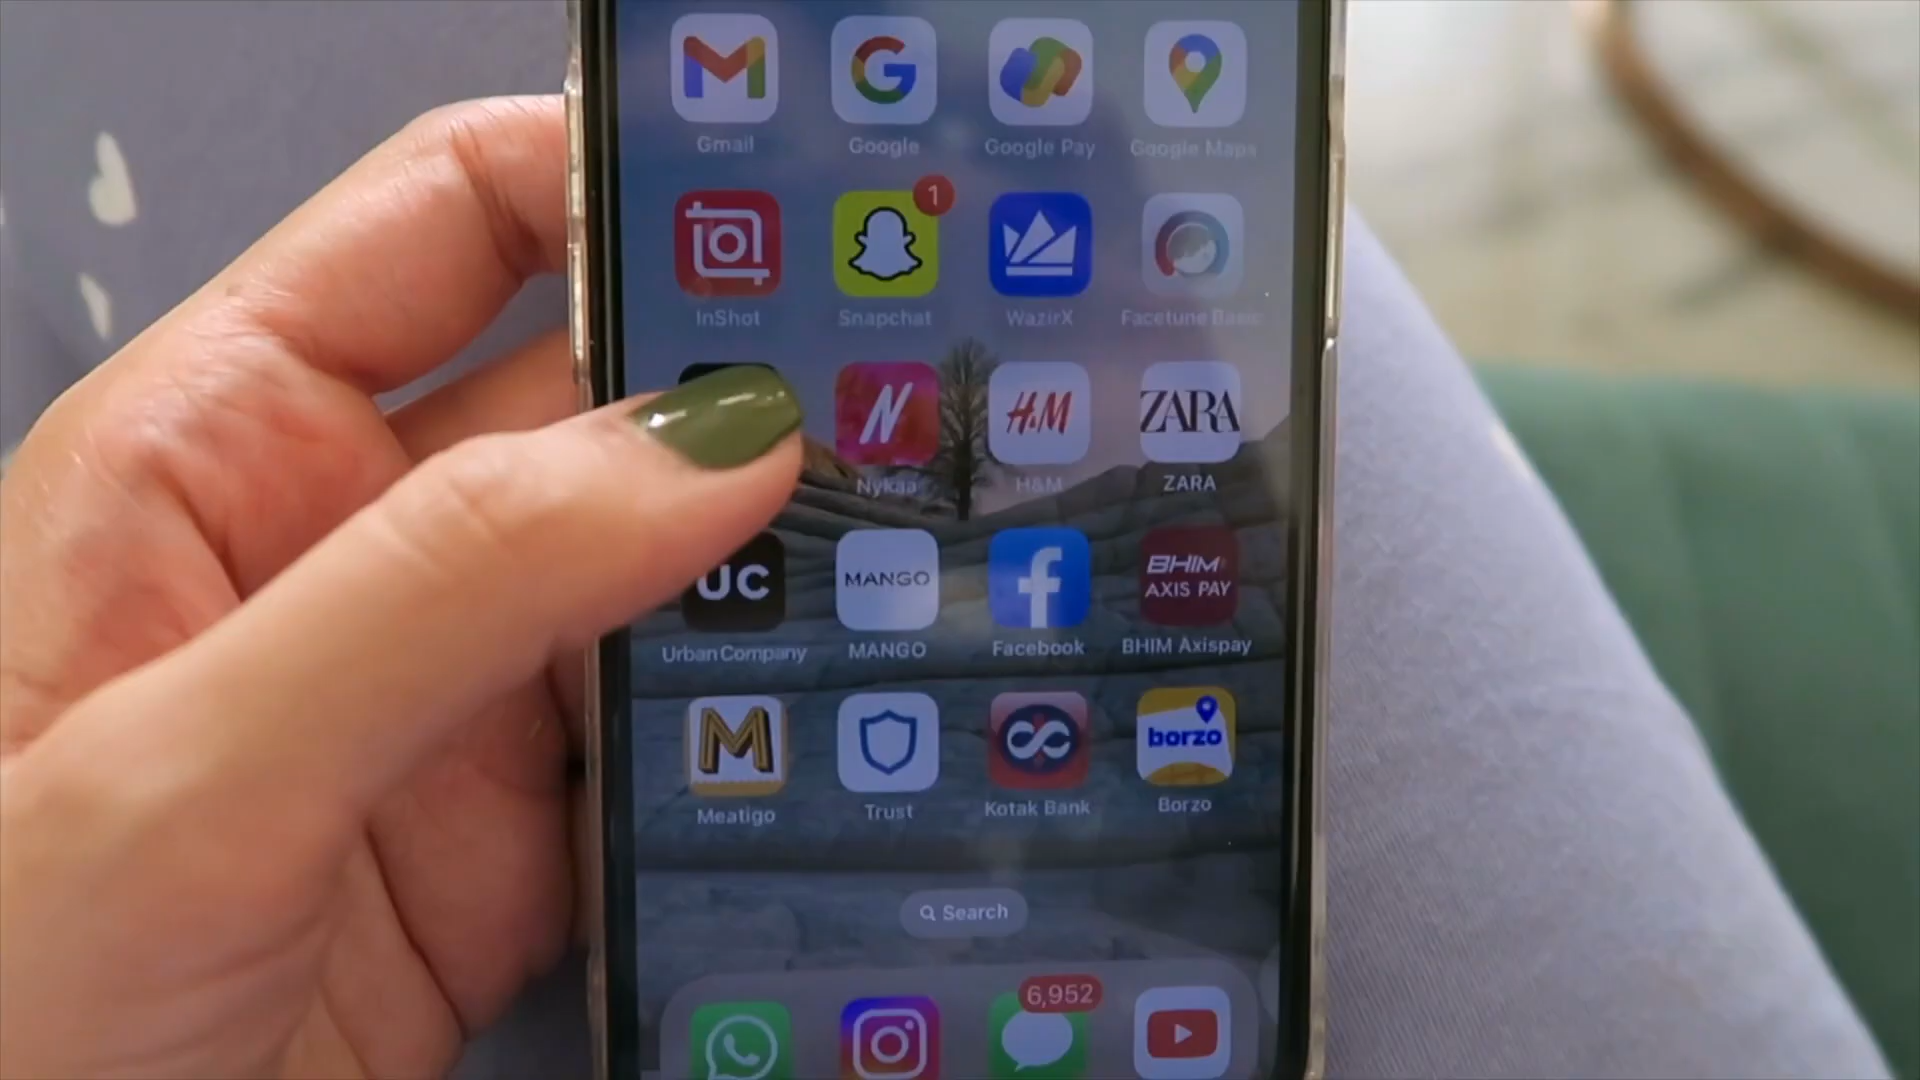 Gmail
Google
Google Pay
Google Maps
1
InShot
Snapchat
WazirX
Facetune Basic
N
H&M
ZARA
Nykaa
H&M
ZARA
UC
MANGO
f
BHIM
AXIS PAY
Urban Company
MANGO
Facebook
BHIM Axispay
M
borzo
Meatigo
Trust
Kotak Bank
Borzo
Search
6,952